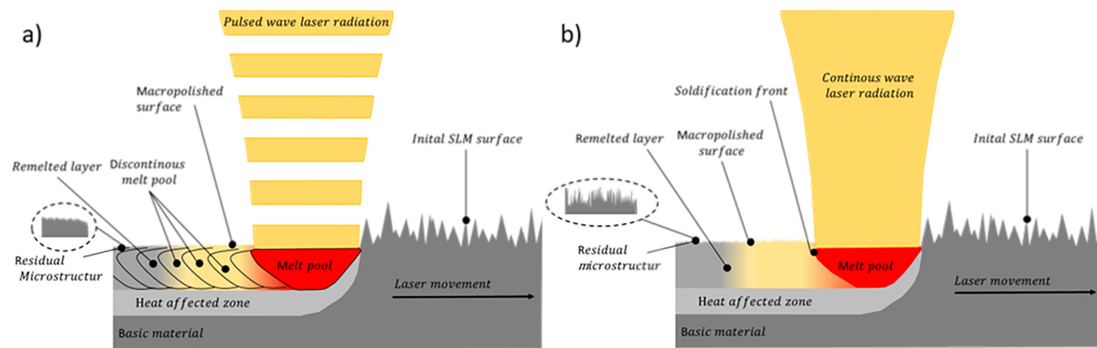 a)
Pulsed wave laser radiation
Macropolished
surface
Remelted layer
Discontinous
melt pool
Inital SLM surface
Residual
Microstructur
Melt pool
Laser movement
Heat affected zone
Basic material
b)
Continous wave
laser radiation
Soldification front
Macropolished
surface
Remelted layer
Inital SLM surface
Residual
microstructur
Melt pool
Laser movement
Heat affected zone
Basic material